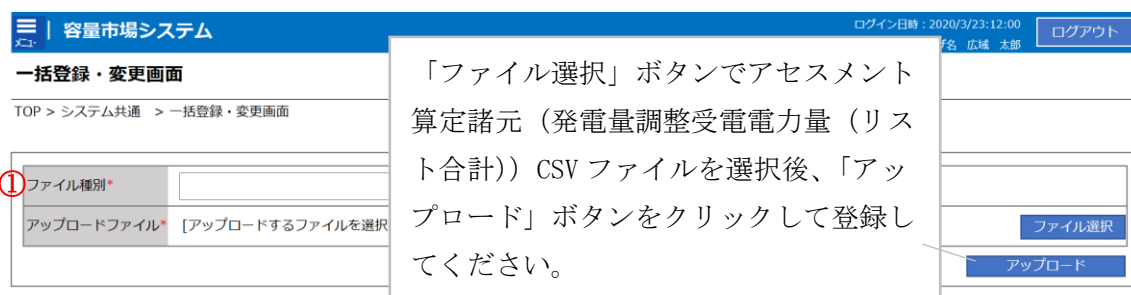 メニュー 容量市場システム ログイン日時：2020/3/23:12:00 ログアウト
広域 太郎
一括登録・変更画面
TOP > システム共通 > 一括登録・変更画面
「ファイル選択」ボタンでアセスメント
算定諸元（発電量調整受電電力量（リス
ト合計））CSV ファイルを選択後、「アッ
プロード」ボタンをクリックして登録し
てください。
① ファイル種別*
アップロードファイル* [アップロードするファイルを選択 ファイル選択
アップロード